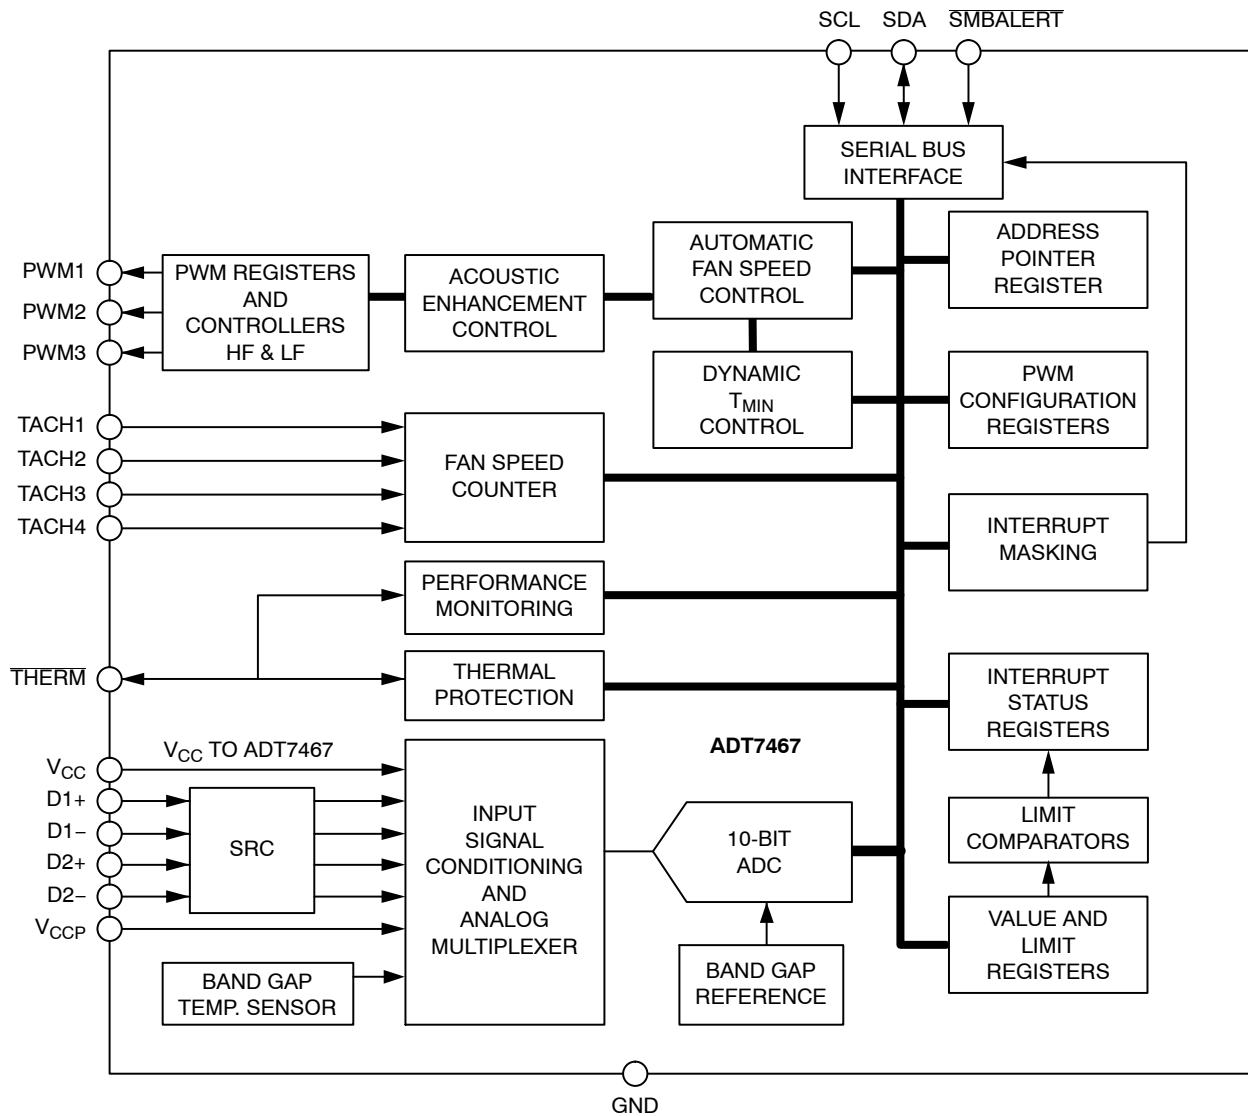 SCL SDA SMBALERT
SERIAL BUS
INTERFACE
AUTOMATIC
FAN SPEED
CONTROL
ADDRESS
POINTER
REGISTER
PWM1
PWM2
PWM3
PWM REGISTERS
AND
CONTROLLERS
HF & LF
ACOUSTIC
ENHANCEMENT
CONTROL
DYNAMIC
TMIN
CONTROL
PWM
CONFIGURATION
REGISTERS
TACH1
TACH2
TACH3
TACH4
FAN SPEED
COUNTER
INTERRUPT
MASKING
PERFORMANCE
MONITORING
THERM
THERMAL
PROTECTION
INTERRUPT
STATUS
REGISTERS
VCC TO ADT7467
ADT7467
VCC
D1+
D1−
D2+
D2−
VCCP
SRC
INPUT
SIGNAL
CONDITIONING
AND
ANALOG
MULTIPLEXER
10-BIT
ADC
LIMIT
COMPARATORS
VALUE AND
LIMIT
REGISTERS
BAND GAP
TEMP. SENSOR
BAND GAP
REFERENCE
GND